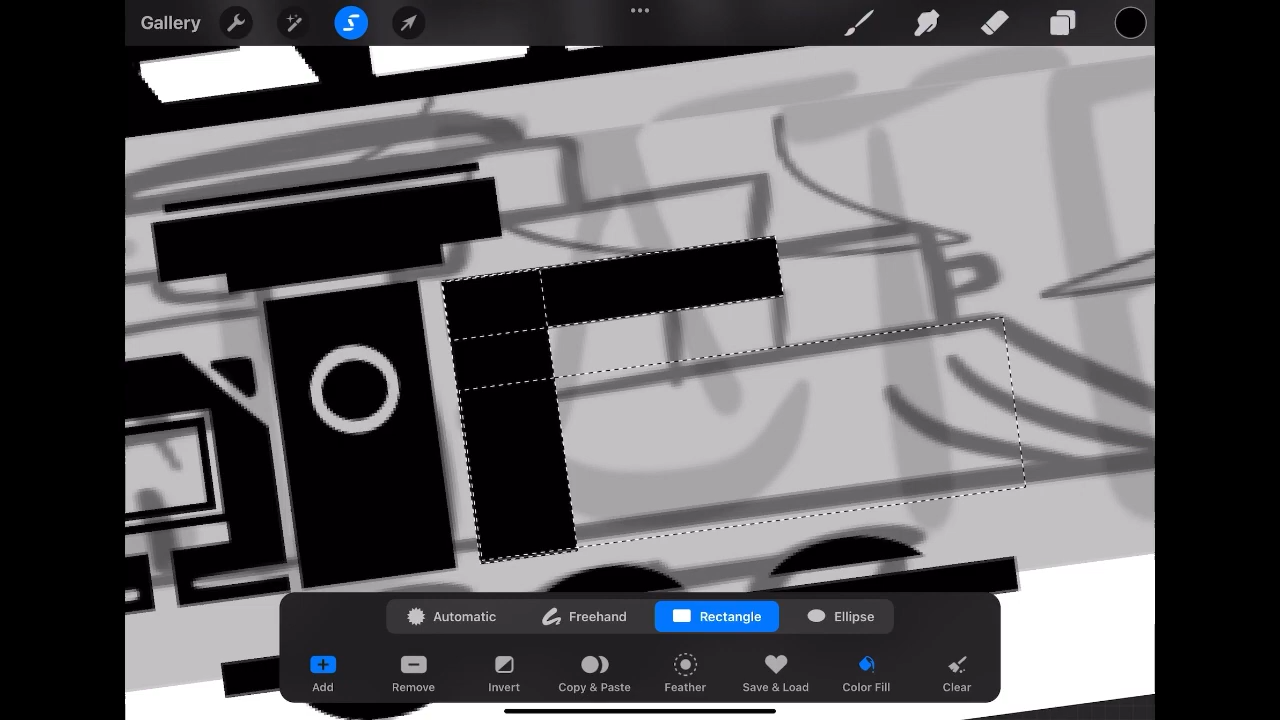 Gallery
Automatic Freehand Rectangle Ellipse
Add Remove Invert Copy & Paste Feather Save & Load Color Fill Clear